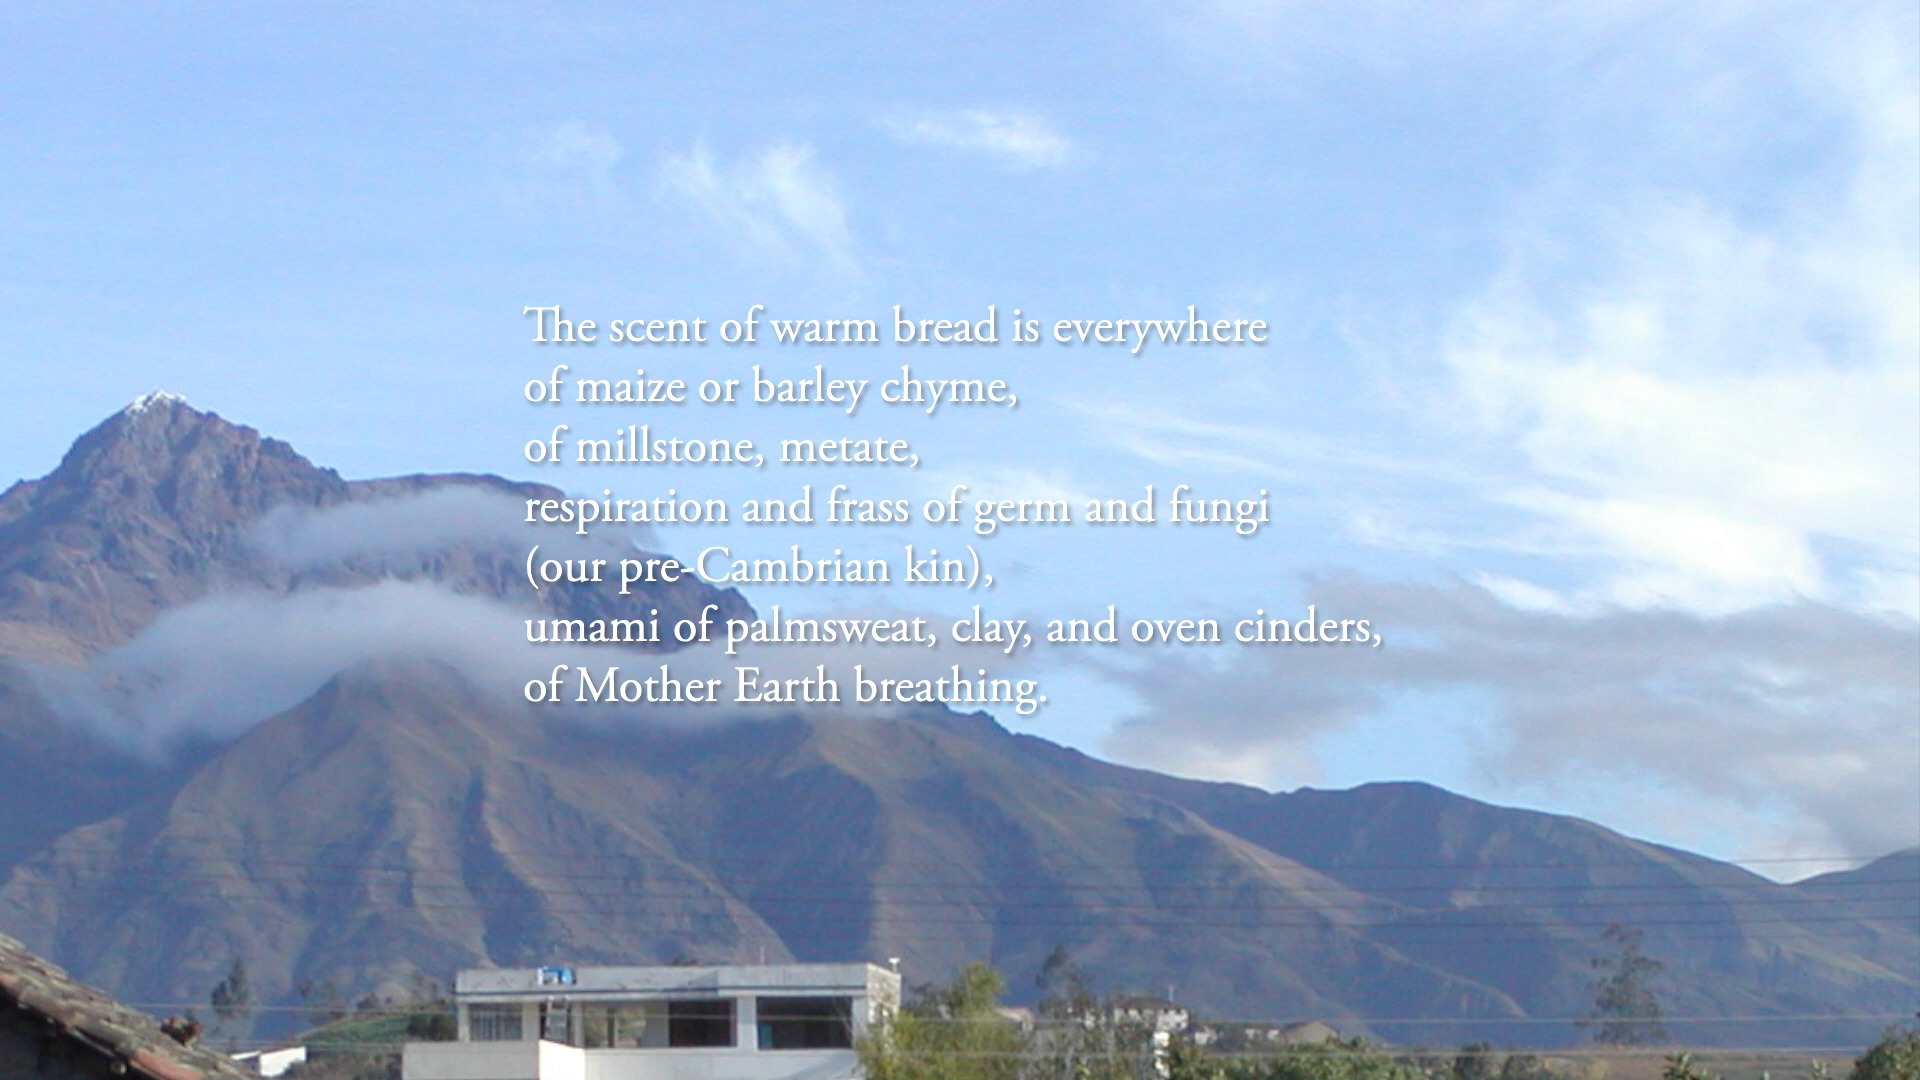 The scent of warm bread is everywhere
of maize or barley chyme,
of millstone, metate,
respiration and frass of germ and fungi
(our pre-Cambrian kin),
umami of palmsweat, clay, and oven cinders,
of Mother Earth breathing.